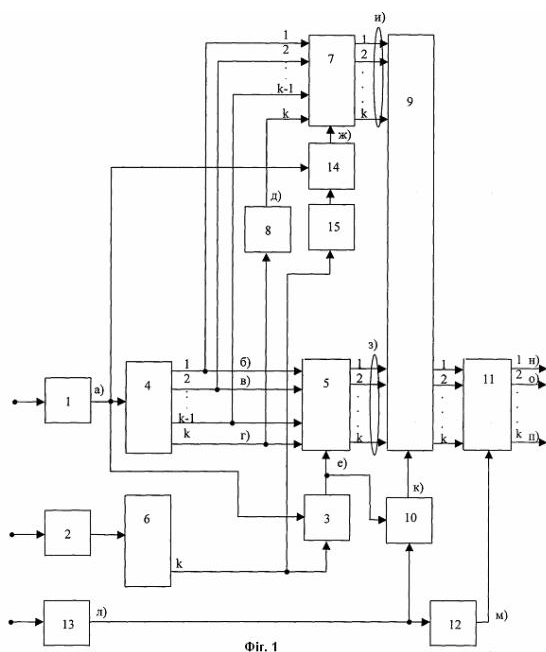 и)
1 1
2 7 2 9
k-1
k k
ж)
14
д)
8 15
з)
1 б) 1 1 1 н)
2 в) 2 2 2 о)
а) 4 5 11
1
k-1
k г) k k k п)
е)
к)
6 3 10
2
k
л) м)
13 12
Фіг. 1